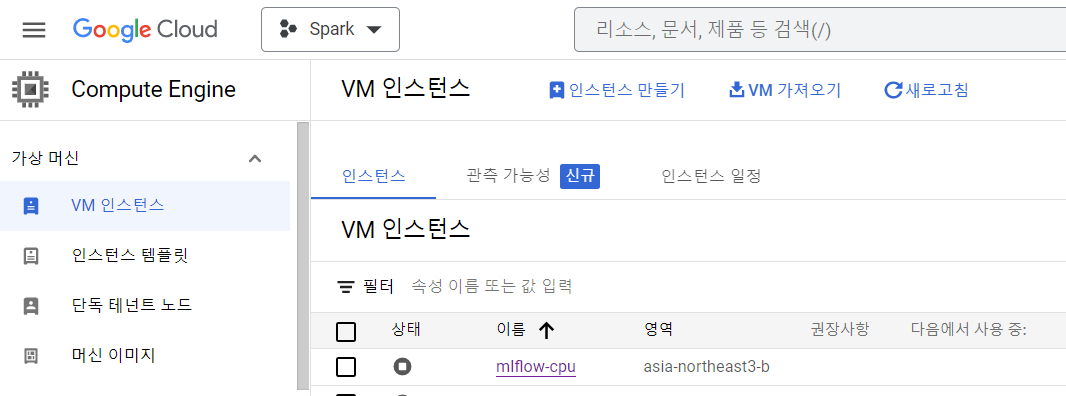 Google Cloud Spark 리소스, 문서, 제품 등 검색(/)
Compute Engine
VM 인스턴스 인스턴스 만들기 VM 가져오기 새로고침
가상 머신
VM 인스턴스
인스턴스 템플릿
단독 테넌트 노드
머신 이미지
인스턴스 관측 가능성 신규 인스턴스 일정
VM 인스턴스
필터 속성 이름 또는 값 입력
상태 이름 영역 권장사항 다음에서 사용 중:
mlflow-cpu asia-northeast3-b